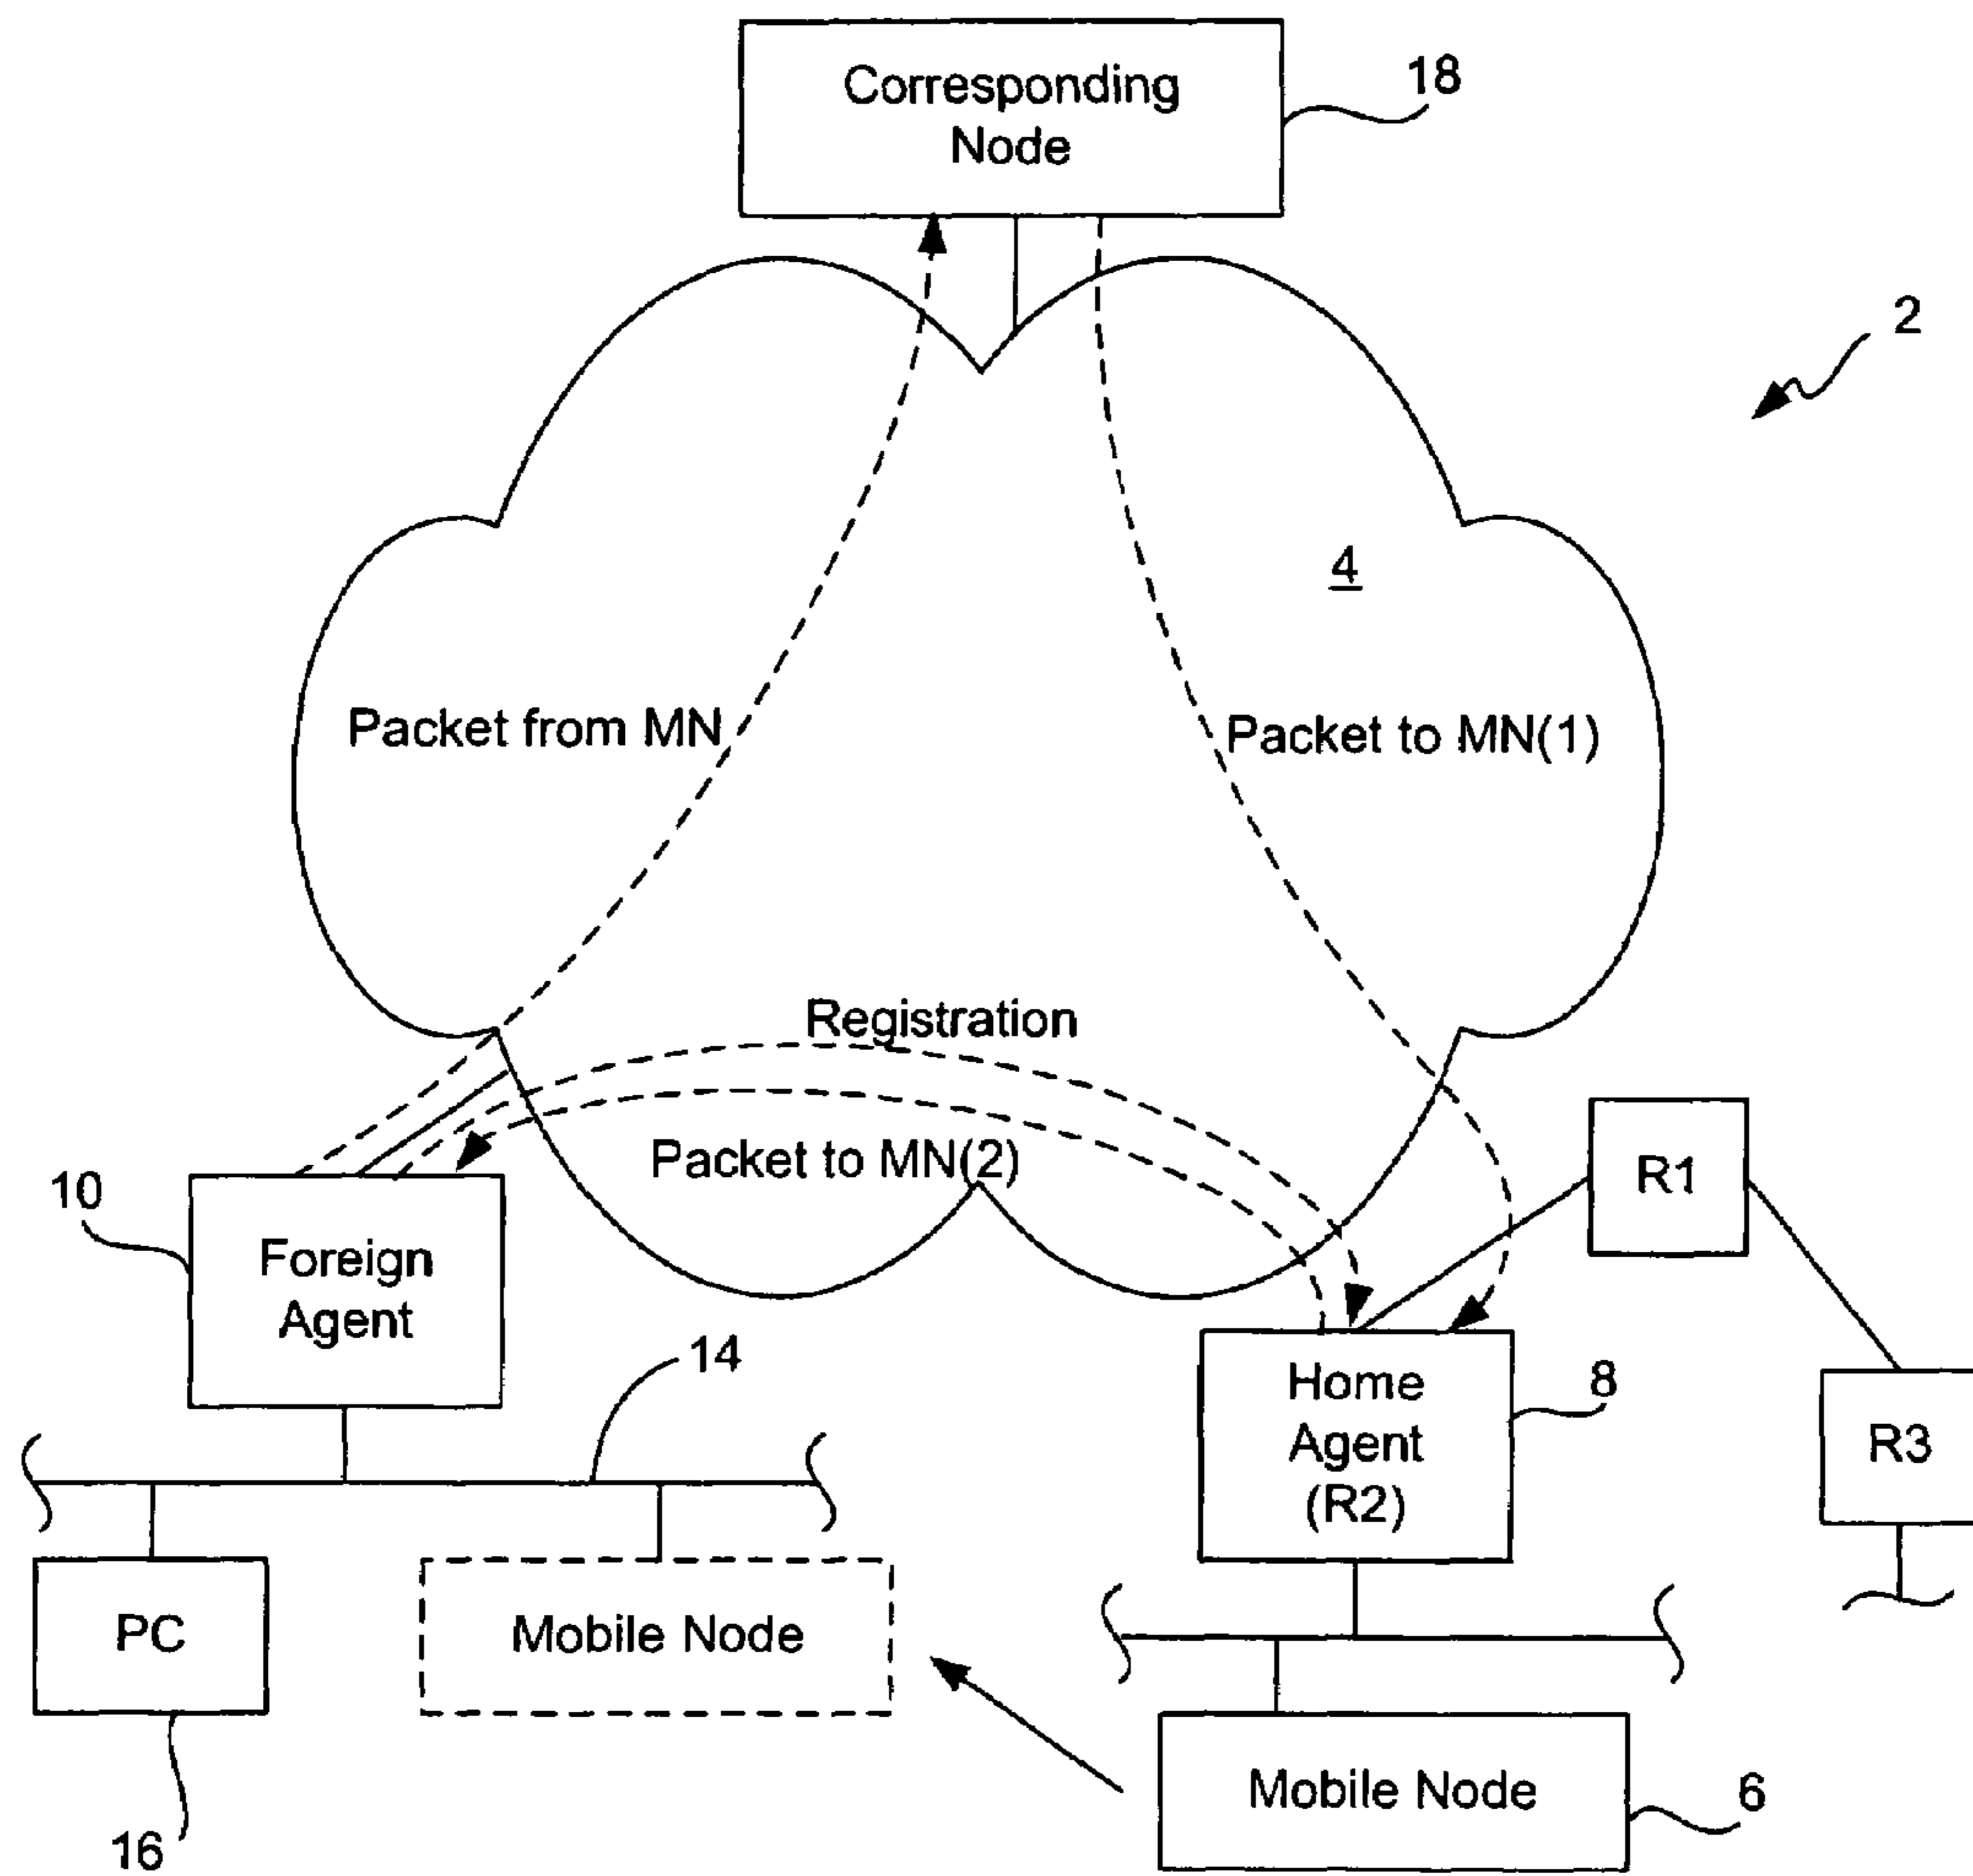 Corresponding
Node
18
2
4
Packet from MN
Packet to MN(1)
Registration
Packet to MN(2)
R1
10
Foreign
Agent
14
Home
Agent
(R2)
8
R3
PC
Mobile Node
Mobile Node
6
16